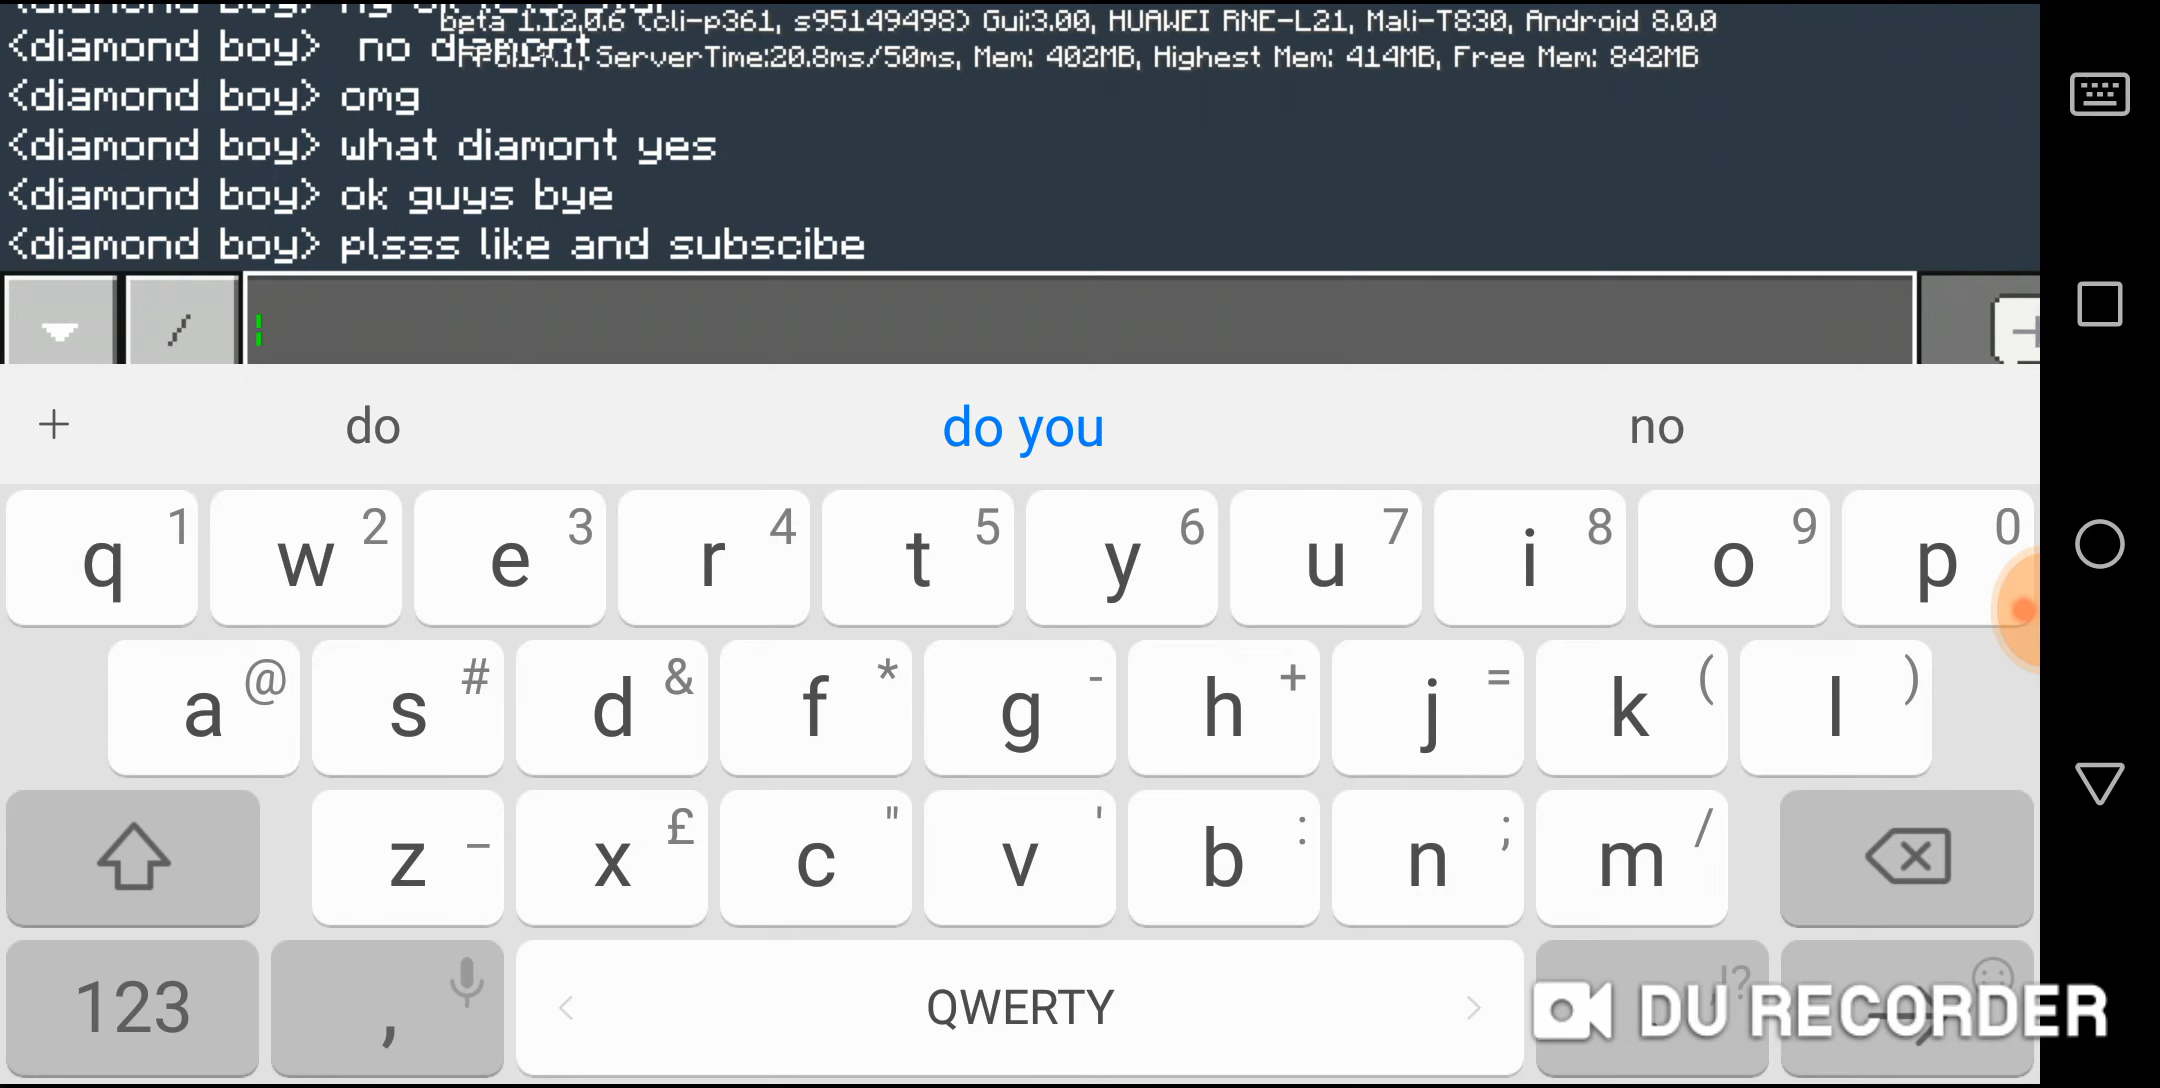 beta 1.12.0.6 (cli-p361, s95149498) Gui:3.00, HUAWEI RNE-L21, Mali-T830, Android 8.0.0
<diamond boy> no diamont
ServerTime:20.8ms/50ms, Mem: 402MB, Highest Mem: 414MB, Free Mem: 842MB
<diamond boy> omg
<diamond boy> what diamont yes
<diamond boy> ok guys bye
<diamond boy> plsss like and subscibe
/
+ do do you no
q 1 w 2 e 3 r 4 t 5 y 6 u 7 i 8 o 9 p 0
a @ s # d & f * g - h + j = k ( l )
z _ x £ c " v ' b : n ; m /
123 , < QWERTY > !?
DU RECORDER